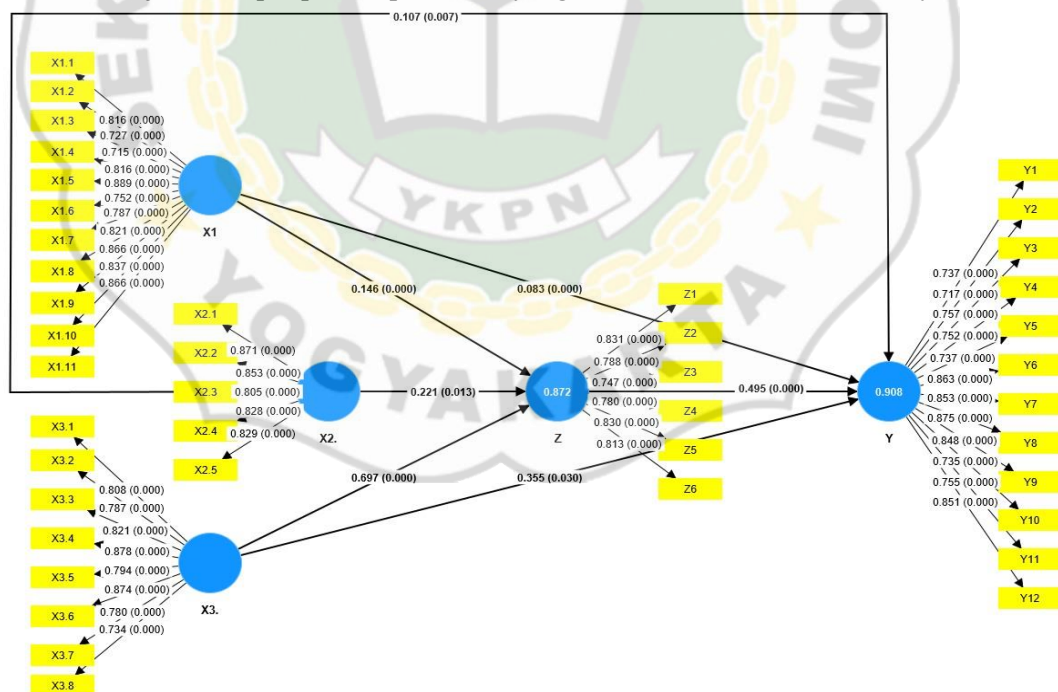 0.107 (0.007)
X1.1
X1.2
X1.3
X1.4
X1.5
X1.6
X1.7
X1.8
X1.9
X1.10
X1.11
0.816 (0.000)
0.727 (0.000)
0.715 (0.000)
0.816 (0.000)
0.889 (0.000)
0.752 (0.000)
0.787 (0.000)
0.821 (0.000)
0.866 (0.000)
0.837 (0.000)
0.866 (0.000)
X1
YKPN
YOGYAKARTA
0.146 (0.000)
0.083 (0.000)
X2.1
X2.2
X2.3
X2.4
X2.5
0.871 (0.000)
0.853 (0.000)
0.805 (0.000)
0.828 (0.000)
0.829 (0.000)
X2.
0.221 (0.013)
0.872
Z
0.831 (0.000)
0.788 (0.000)
0.747 (0.000)
0.780 (0.000)
0.830 (0.000)
0.813 (0.000)
Z1
Z2
Z3
Z4
Z5
Z6
0.495 (0.000)
0.697 (0.000)
0.355 (0.030)
X3.1
X3.2
X3.3
X3.4
X3.5
X3.6
X3.7
X3.8
0.808 (0.000)
0.787 (0.000)
0.821 (0.000)
0.878 (0.000)
0.794 (0.000)
0.874 (0.000)
0.780 (0.000)
0.734 (0.000)
X3.
0.908
Y
0.737 (0.000)
0.717 (0.000)
0.757 (0.000)
0.752 (0.000)
0.737 (0.000)
0.863 (0.000)
0.853 (0.000)
0.875 (0.000)
0.848 (0.000)
0.735 (0.000)
0.755 (0.000)
0.851 (0.000)
Y1
Y2
Y3
Y4
Y5
Y6
Y7
Y8
Y9
Y10
Y11
Y12